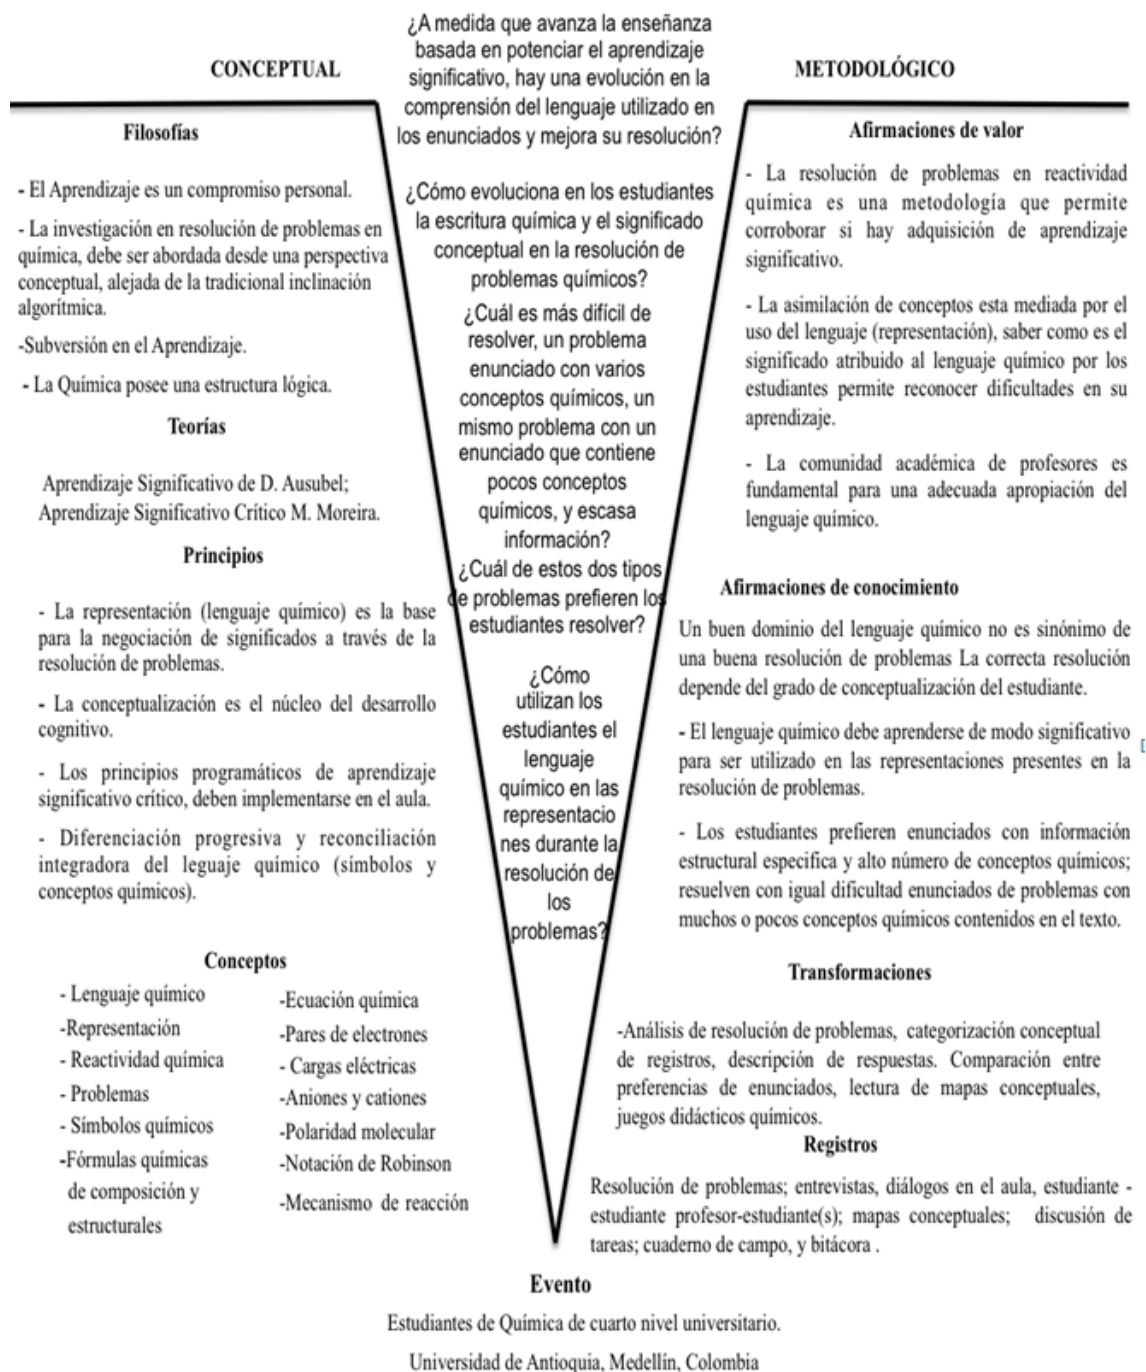 CONCEPTUAL
Filosofías
- El Aprendizaje es un compromiso personal.
- La investigación en resolución de problemas en
química, debe ser abordada desde una perspectiva
conceptual, alejada de la tradicional inclinación
algorítmica.
-Subversión en el Aprendizaje.
- La Química posee una estructura lógica.
Teorías
Aprendizaje Significativo de D. Ausubel;
Aprendizaje Significativo Crítico M. Moreira.
Principios
- La representación (lenguaje químico) es la base
para la negociación de significados a través de la
resolución de problemas.
- La conceptualización es el núcleo del desarrollo
cognitivo.
- Los principios programáticos de aprendizaje
significativo crítico, deben implementarse en el aula.
- Diferenciación progresiva y reconciliación
integradora del leguaje químico (símbolos y
conceptos químicos).
Conceptos
- Lenguaje químico
-Representación
- Reactividad química
- Problemas
- Símbolos químicos
-Fórmulas químicas
de composición y
estructurales
-Ecuación química
-Pares de electrones
- Cargas eléctricas
-Aniones y cationes
-Polaridad molecular
-Notación de Robinson
-Mecanismo de reacción
¿A medida que avanza la enseñanza
basada en potenciar el aprendizaje
significativo, hay una evolución en la
comprensión del lenguaje utilizado en
los enunciados y mejora su resolución?
¿Cómo evoluciona en los estudiantes
la escritura química y el significado
conceptual en la resolución de
problemas químicos?
¿Cuál es más difícil de
resolver, un problema
enunciado con varios
conceptos químicos, un
mismo problema con un
enunciado que contiene
pocos conceptos
químicos, y escasa
información?
¿Cuál de estos dos tipos
de problemas prefieren los
estudiantes resolver?
¿Cómo
utilizan los
estudiantes el
lenguaje
químico en las
representacio
nes durante la
resolución de
los
problemas?
METODOLÓGICO
Afirmaciones de valor
- La resolución de problemas en reactividad
química es una metodología que permite
corroborar si hay adquisición de aprendizaje
significativo.
- La asimilación de conceptos esta mediada por el
uso del lenguaje (representación), saber como es el
significado atribuido al lenguaje químico por los
estudiantes permite reconocer dificultades en su
aprendizaje.
- La comunidad académica de profesores es
fundamental para una adecuada apropiación del
lenguaje químico.
Afirmaciones de conocimiento
Un buen dominio del lenguaje químico no es sinónimo de
una buena resolución de problemas La correcta resolución
depende del grado de conceptualización del estudiante.
- El lenguaje químico debe aprenderse de modo significativo
para ser utilizado en las representaciones presentes en la
resolución de problemas.
- Los estudiantes prefieren enunciados con información
estructural especifica y alto número de conceptos químicos;
resuelven con igual dificultad enunciados de problemas con
muchos o pocos conceptos químicos contenidos en el texto.
Transformaciones
-Análisis de resolución de problemas, categorización conceptual
de registros, descripción de respuestas. Comparación entre
preferencias de enunciados, lectura de mapas conceptuales,
juegos didácticos químicos.
Registros
Resolución de problemas; entrevistas, diálogos en el aula, estudiante -
estudiante profesor-estudiante(s); mapas conceptuales; discusión de
tareas; cuaderno de campo, y bitácora .
Evento
Estudiantes de Química de cuarto nivel universitario.
Universidad de Antioquia, Medellín, Colombia